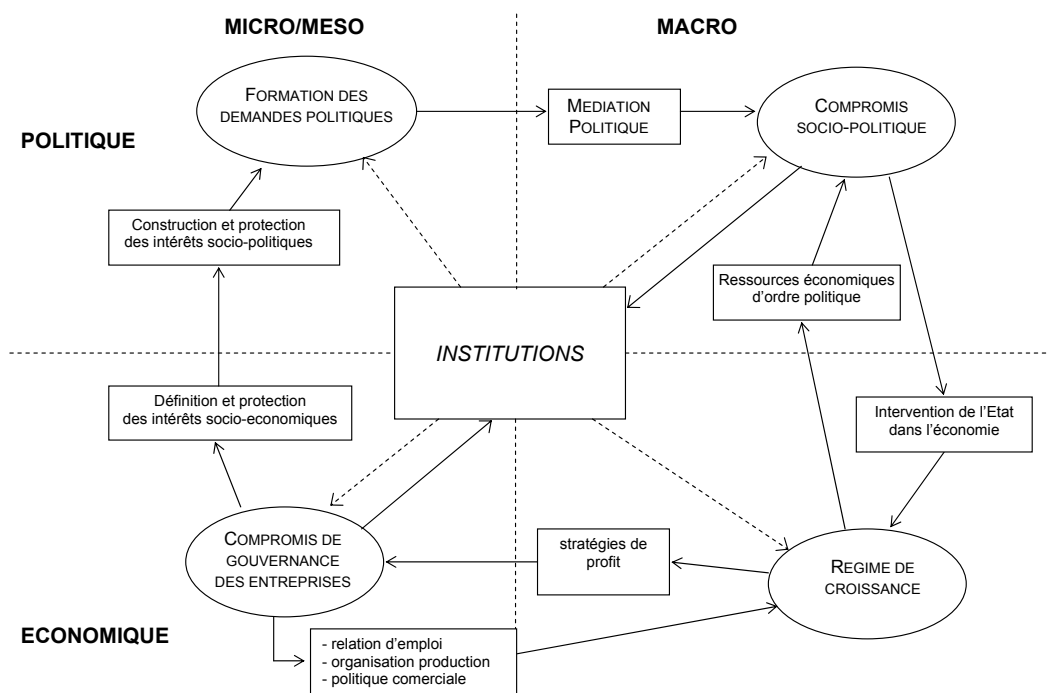 MICRO/MESO
MACRO
FORMATION DES
DEMANDES POLITIQUES
MEDIATION
POLITIQUE
COMPROMIS
SOCIO-POLITIQUE
POLITIQUE
Construction et protection
des intérêts socio-politiques
Ressources économiques
d'ordre politique
INSTITUTIONS
Définition et protection
des intérêts socio-economiques
Intervention de l'Etat
dans l'économie
COMPROMIS DE
GOUVERNANCE
DES ENTREPRISES
stratégies de
profit
REGIME DE
CROISSANCE
ECONOMIQUE
- relation d'emploi
- organisation production
- politique comerciale